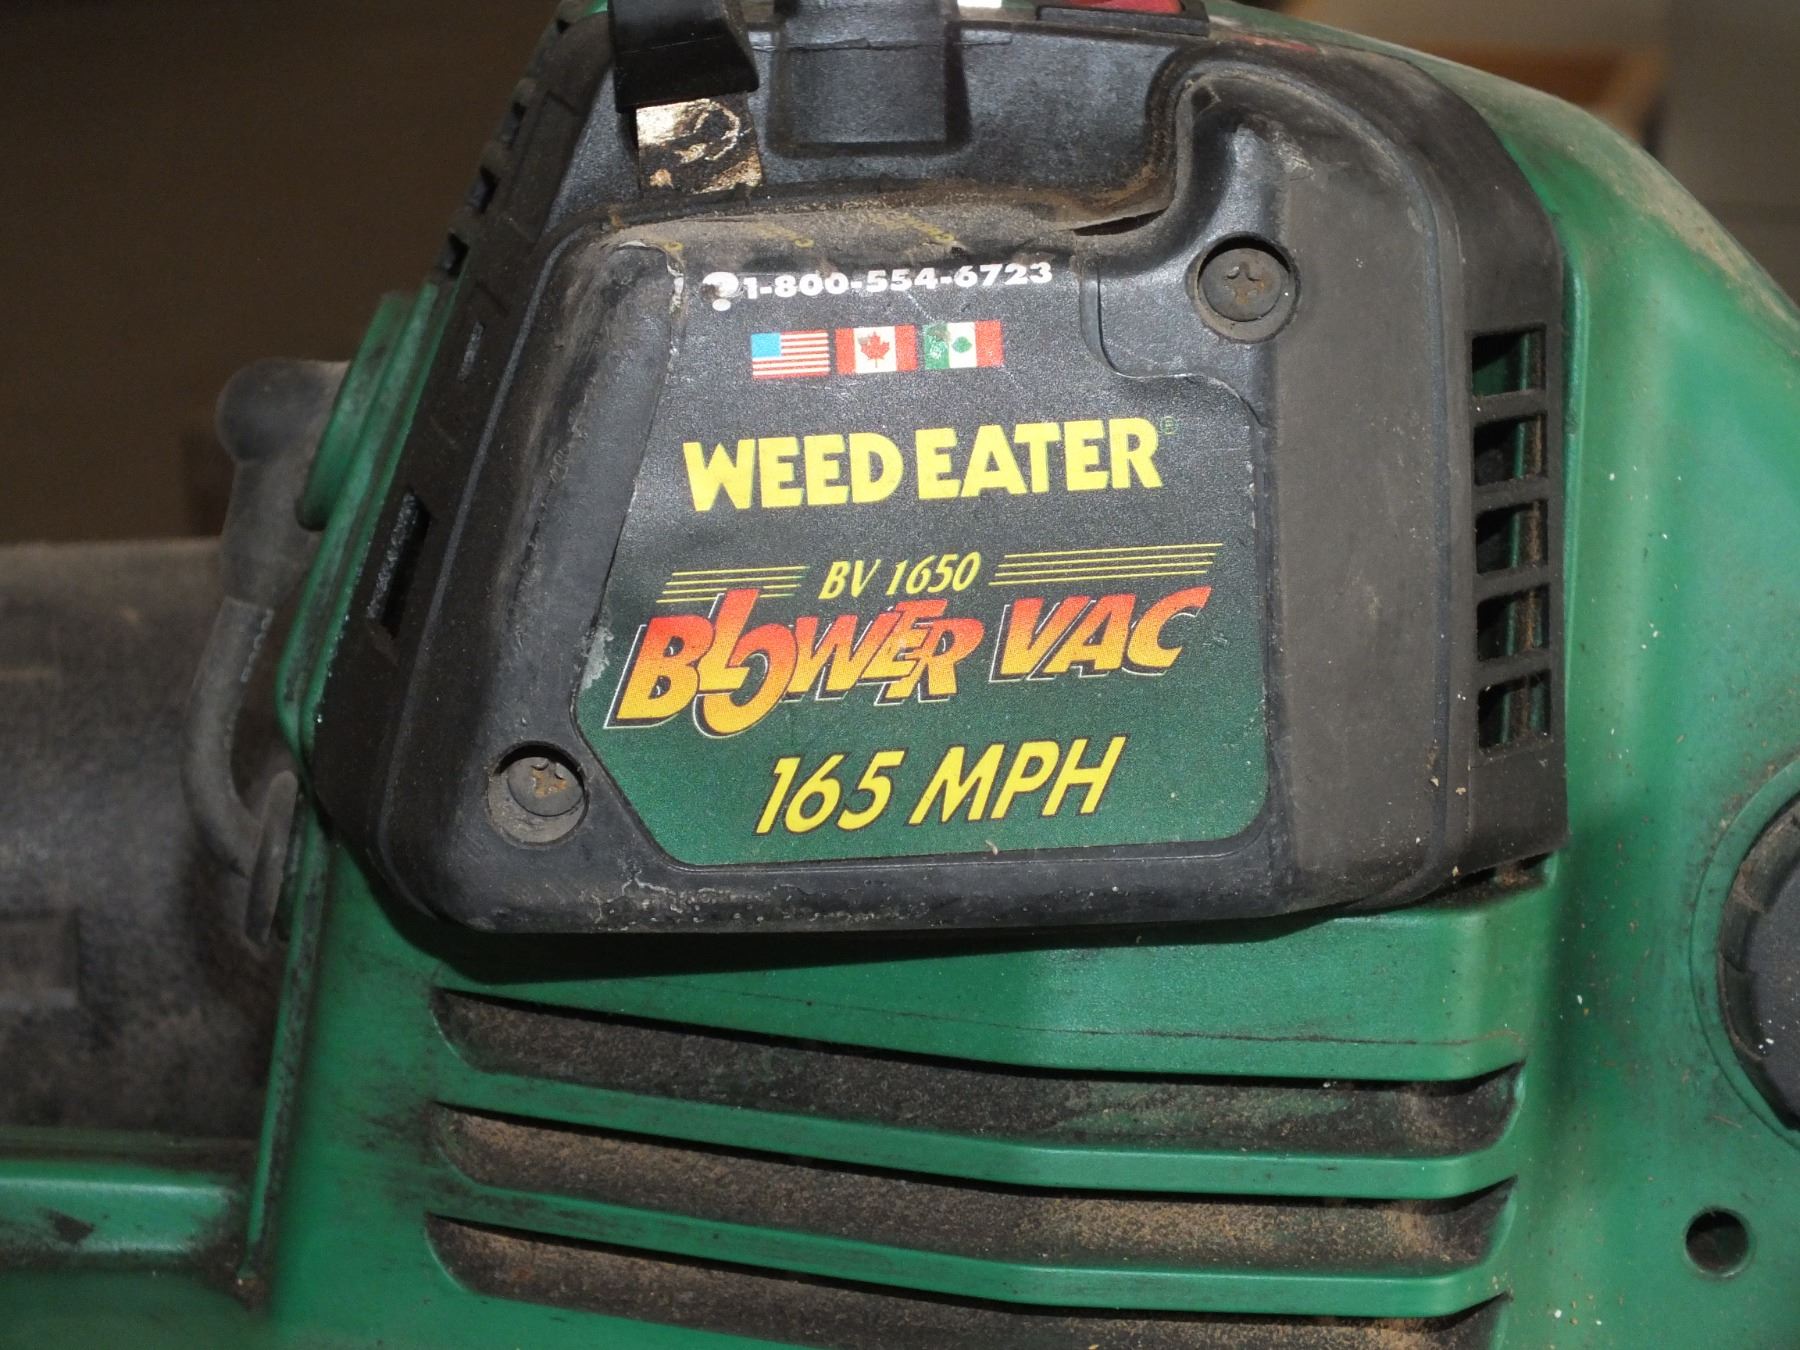 ?1-800-554-6723
WEED EATER®
BV 1650
BLOWER VAC
165 MPH